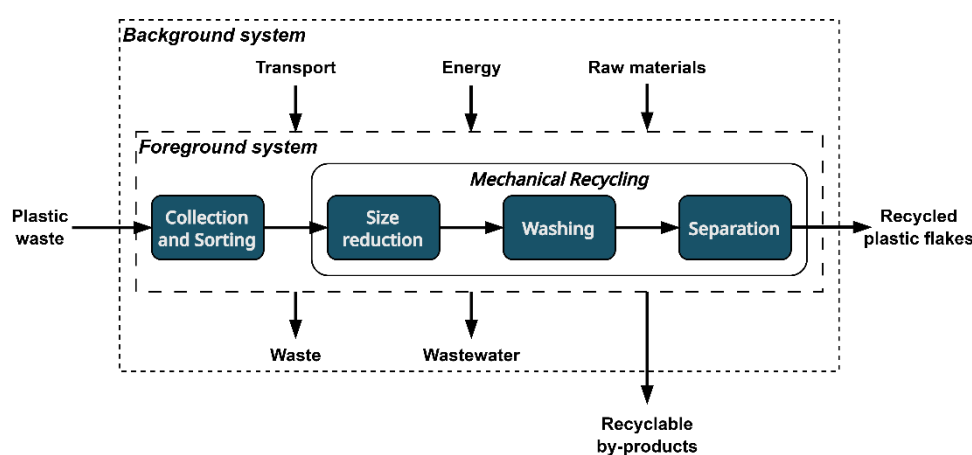 Background system
Transport
Energy
Raw materials
Foreground system
Mechanical Recycling
Plastic
waste
Collection
and Sorting
Size
reduction
Washing
Separation
Recycled
plastic flakes
Waste
Wastewater
Recyclable
by-products